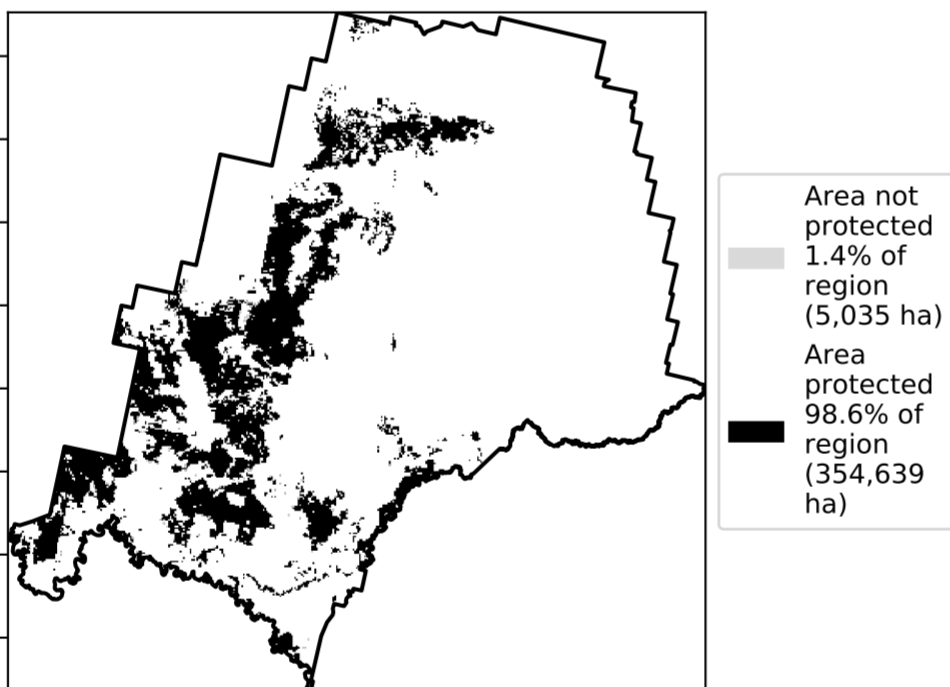 Area not
protected
1.4% of
region
(5,035 ha)
Area
protected
98.6% of
region
(354,639
ha)